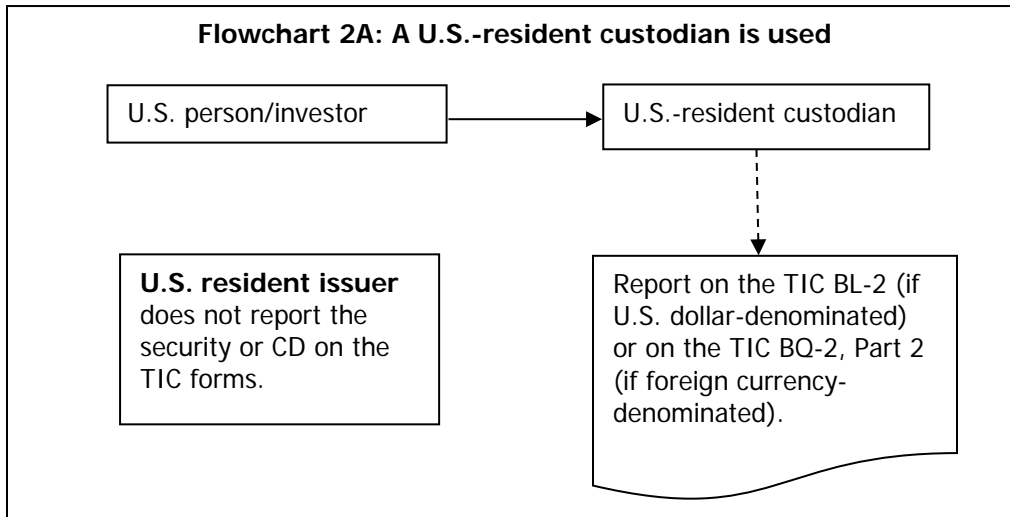 Flowchart 2A: A U.S.-resident custodian is used
U.S. person/investor
U.S.-resident custodian
U.S. resident issuer
does not report the
security or CD on the
TIC forms.
Report on the TIC BL-2 (if
U.S. dollar-denominated)
or on the TIC BQ-2, Part 2
(if foreign currency-
denominated).